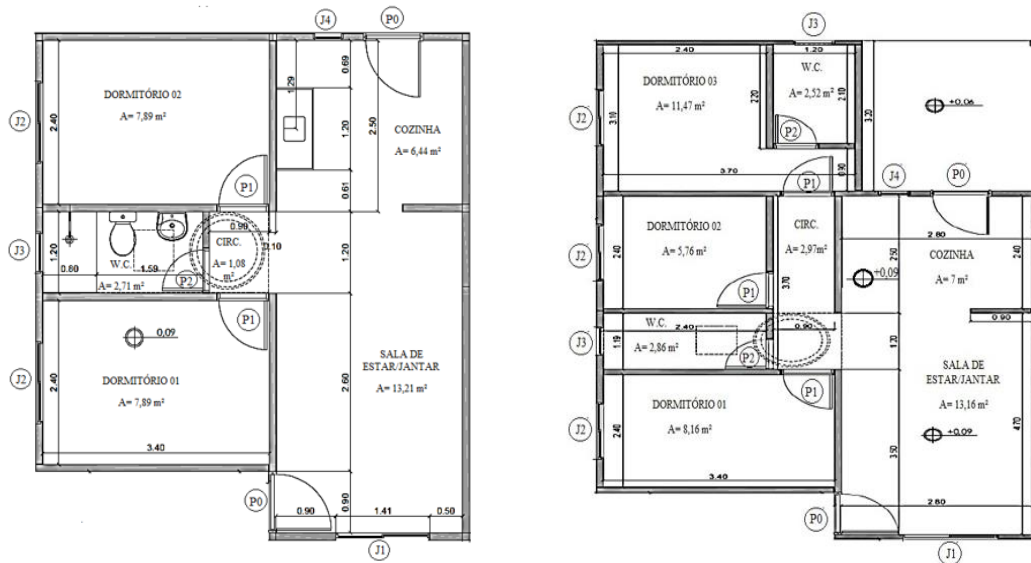 J4
P0
DORMITÓRIO 02
A= 7,89 m²
2.40
J2
1.29
0.69
1.20
2.50
0.61
COZINHA
A= 6,44 m²
P1
0.90
0.10
CIRC.
A= 1,08
m²
1.20
J3
1.20
W.C.
0.80
1.59
P2
A= 2,71 m²
P1
0,09
DORMITÓRIO 01
A= 7,89 m²
J2
2.40
3.40
SALA DE
ESTAR/JANTAR
A= 13,21 m²
2.60
P0
0.90
0.90
1.41
0.50
J1
J3
2.40
1.20
W.C.
A= 2,52 m²
DORMITÓRIO 03
A= 11,47 m²
2.20
2.10
3.20
+0,06
J2
3.10
P2
3.70
0.90
P1
J4
P0
2.80
DORMITÓRIO 02
A= 5,76 m²
CIRC.
A= 2,97m²
2.50
COZINHA
A= 7 m²
2.40
J2
2.40
3.70
+0,09
P1
W.C.
2.40
0.90
0.90
J3
1.19
A= 2,86 m²
P2
1.20
SALA DE
ESTAR/JANTAR
A= 13,16 m²
P1
DORMITÓRIO 01
A= 8,16 m²
J2
2.40
3.50
+0,09
4.70
3.40
2.80
P0
J1